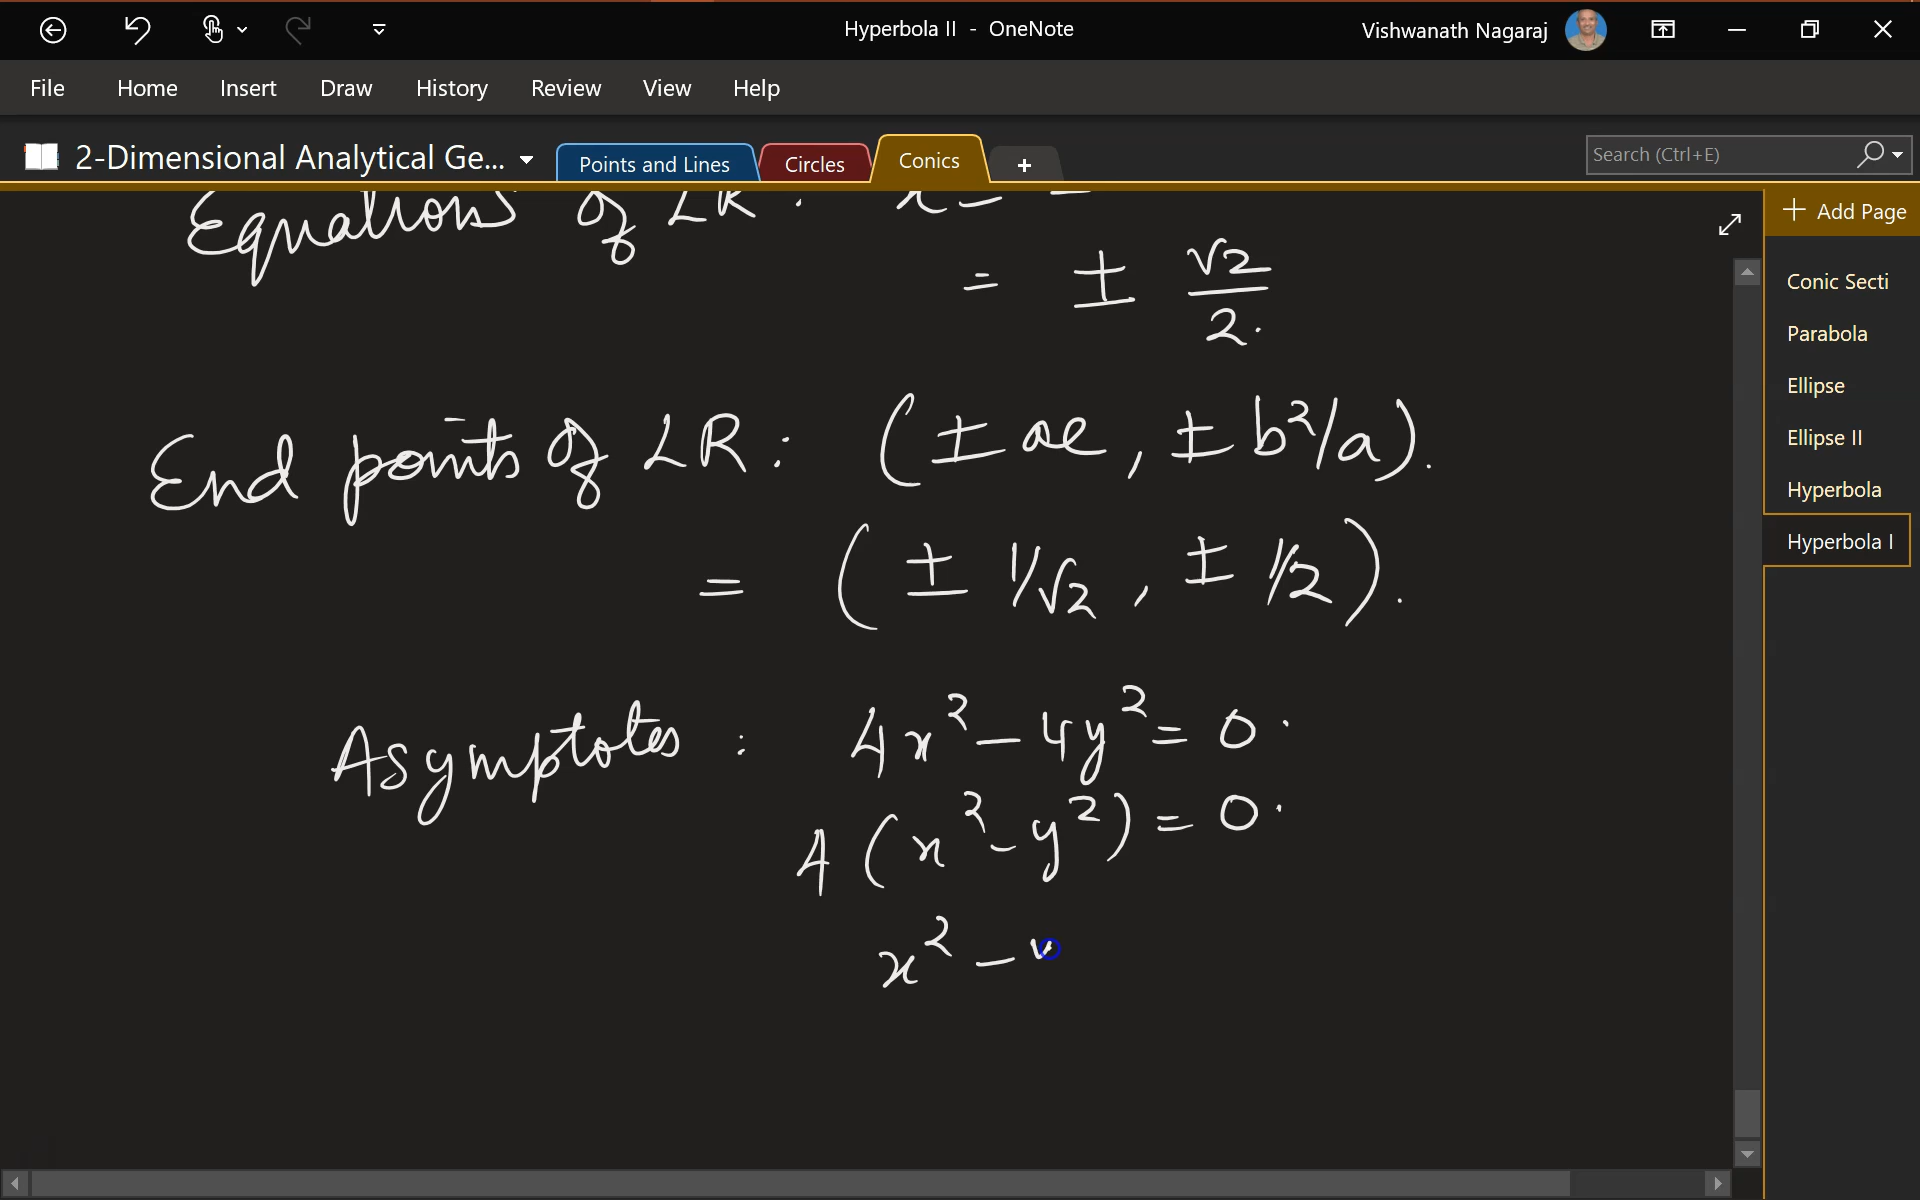 Hyperbola II - OneNote
Vishwanath Nagaraj
File Home Insert Draw History Review View Help
2-Dimensional Analytical Ge...
Points and Lines
Circles
Conics
+
Search (Ctrl+E)
+ Add Page
Conic Secti
Parabola
Ellipse
Ellipse II
Hyperbola
Hyperbola I
Equations of LR :
= ± √2/2.
End points of LR : (± ae, ± b²/a).
= (± 1/√2, ± 1/2).
Asymptotes : 4x² - 4y² = 0.
4(x² - y²) = 0.
x² -